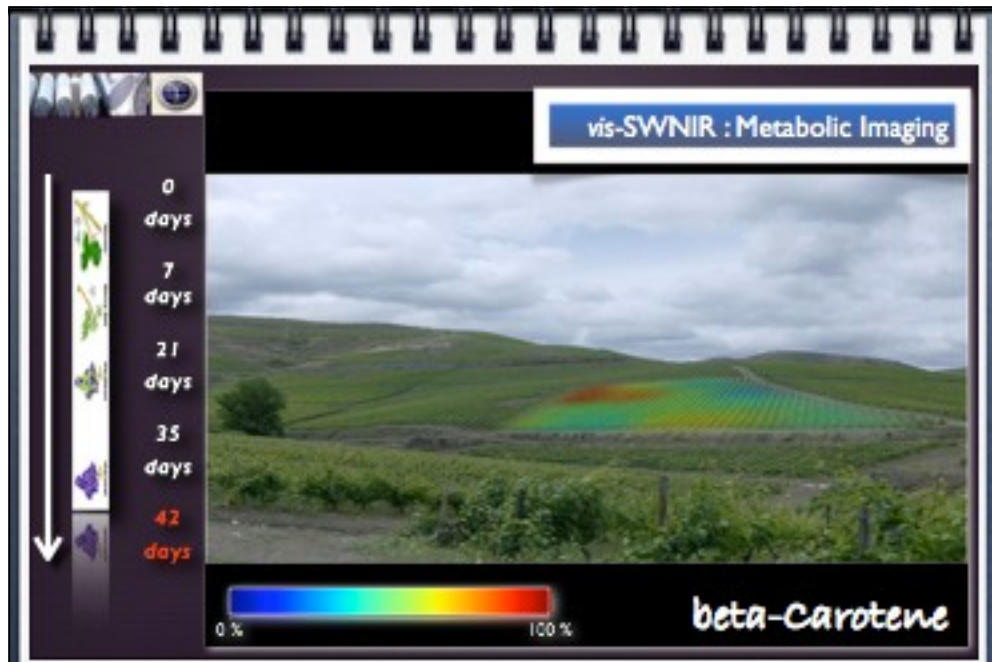 vis-SWNIR : Metabolic Imaging
0
days
7
days
21
days
35
days
42
days
0 %
100 %
beta-Carotene